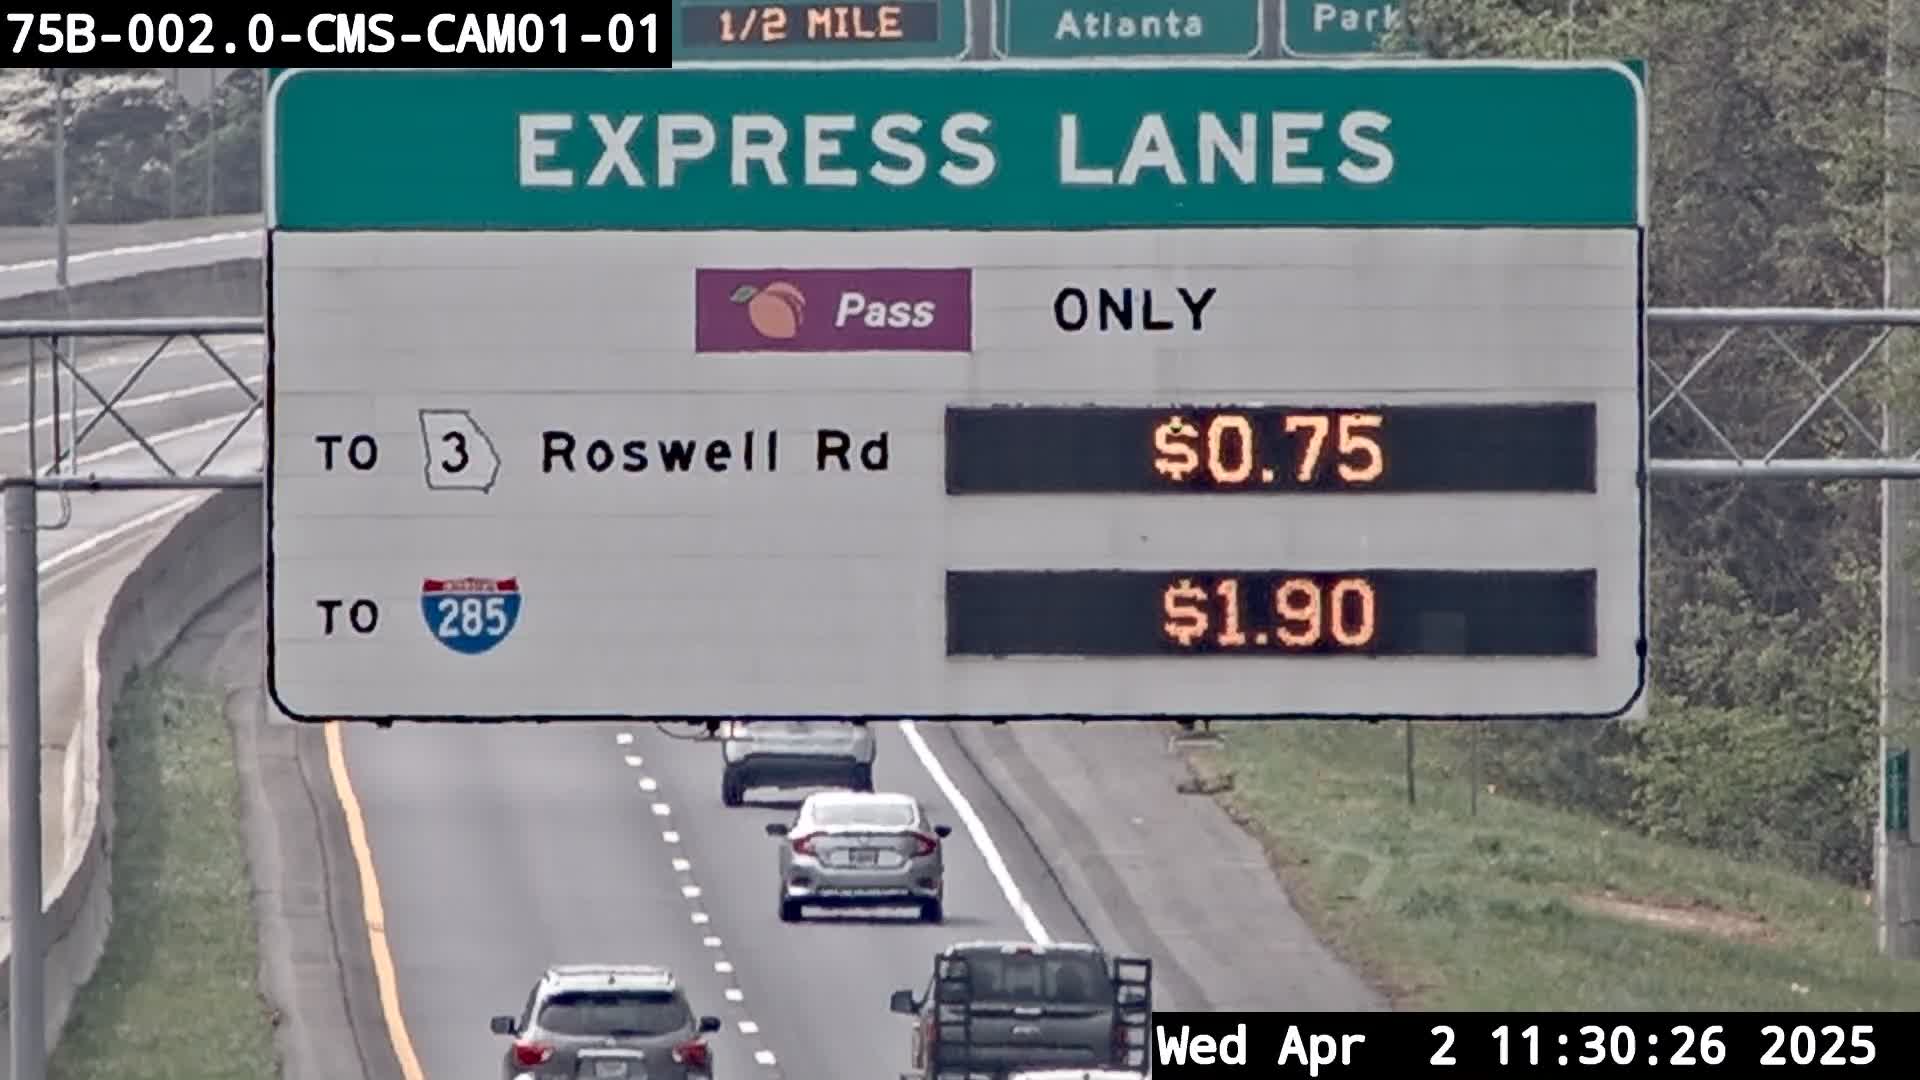 75B-002.0-CMS-CAM01-01
1/2 MILE
Atlanta
Park
EXPRESS LANES
Pass ONLY
TO 3 Roswell Rd $0.75
TO 285 $1.90
Wed Apr 2 11:30:26 2025